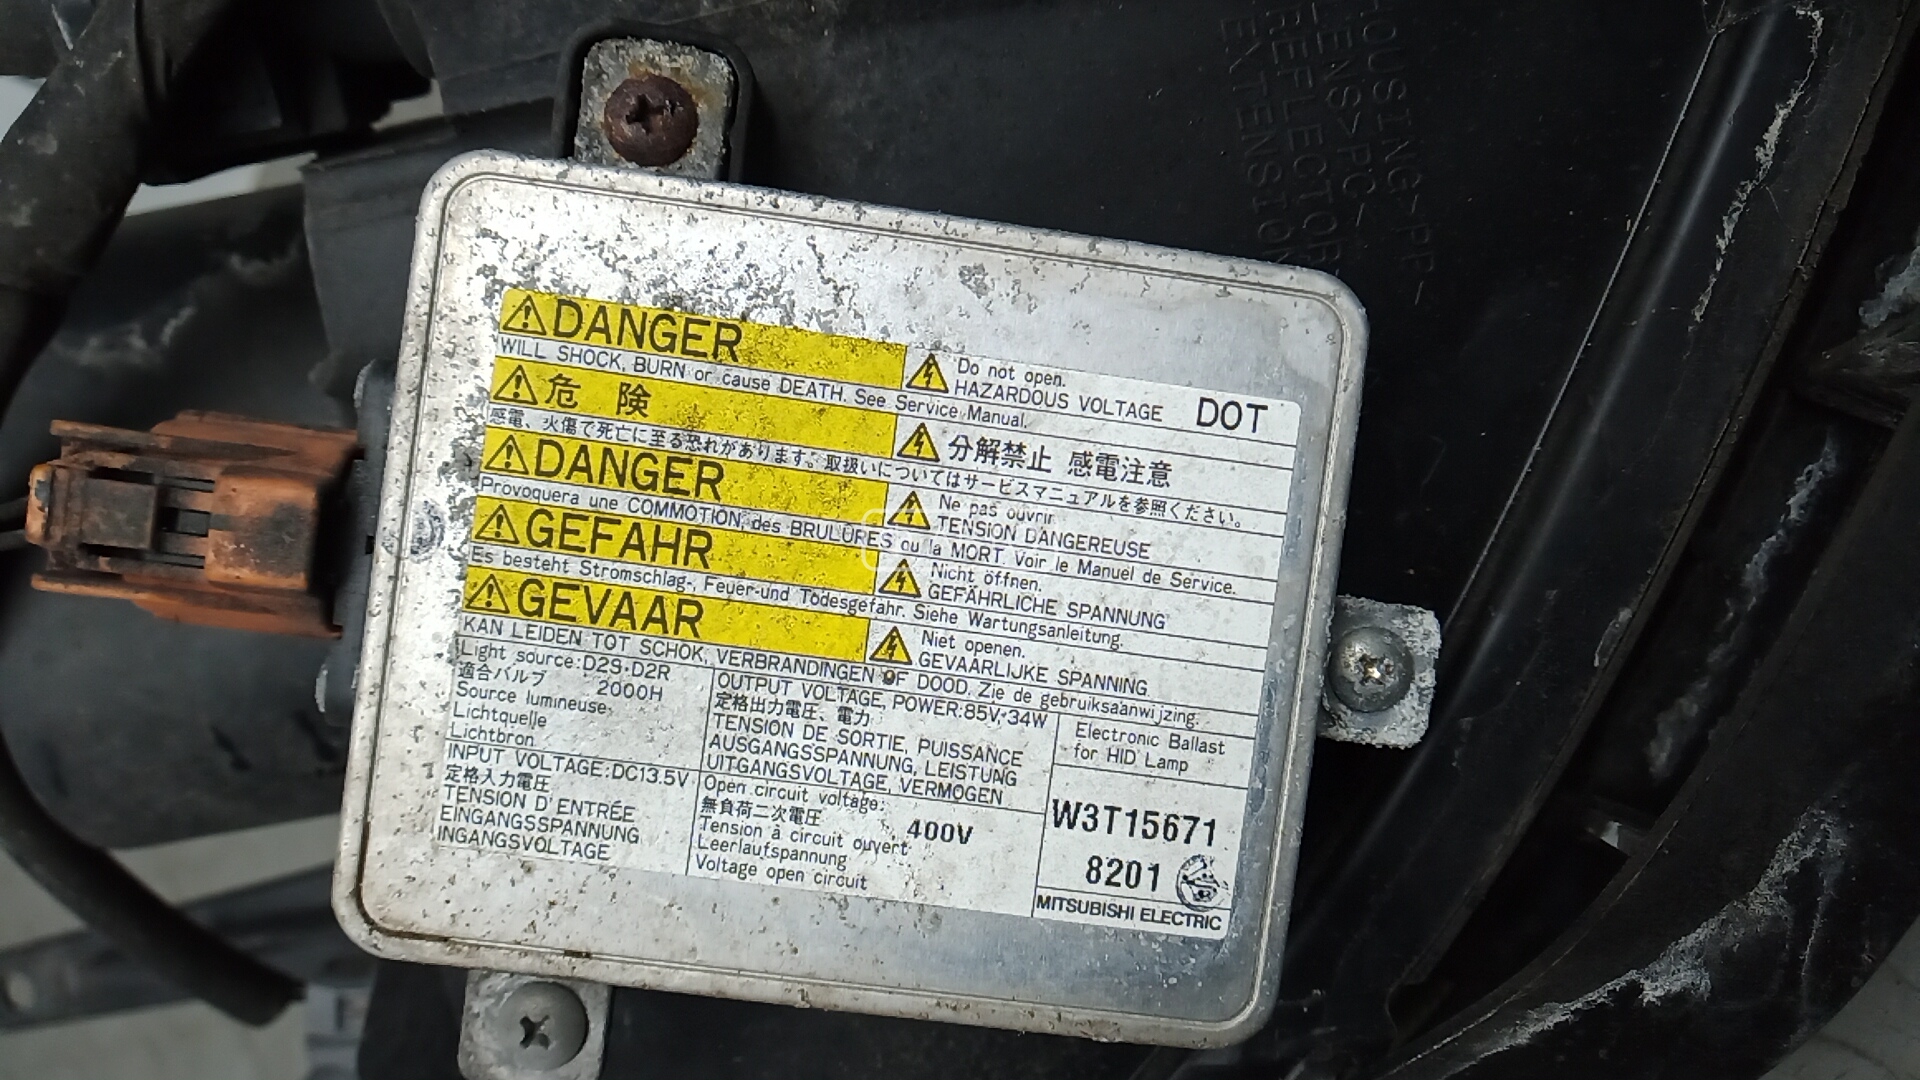 HOUSING>PP<
LENS>PC<
REFLECTOR
EXTENSION
DANGER
WILL SHOCK, BURN or cause DEATH. See Service Manual.
Do not open.
HAZARDOUS VOLTAGE
DOT
危 険
感電、火傷で死亡に至る恐れがあります。取扱いについてはサービスマニュアルを参照ください。
分解禁止 感電注意
DANGER
Provoquera une COMMOTION, des BRULÛRES ou la MORT. Voir le Manuel de Service.
Ne pas ouvrir.
TENSION DANGEREUSE
GEFAHR
Es besteht Stromschlag-, Feuer-und Todesgefahr. Siehe Wartungsanleitung.
Nicht öffnen.
GEFÄHRLICHE SPANNUNG
GEVAAR
KAN LEIDEN TOT SCHOK, VERBRANDINGEN OF DOOD. Zie de gebruiksaanwijzing.
Niet openen.
GEVAARLIJKE SPANNING
Light source:D2S·D2R
適合バルブ 2000H
Source lumineuse
Lichtquelle
Lichtbron
INPUT VOLTAGE:DC13.5V
定格入力電圧
TENSION D'ENTRÉE
EINGANGSSPANNUNG
INGANGSVOLTAGE
OUTPUT VOLTAGE, POWER:85V·34W
定格出力電圧、電力
TENSION DE SORTIE, PUISSANCE
AUSGANGSSPANNUNG, LEISTUNG
UITGANGSVOLTAGE, VERMOGEN
Open circuit voltage:
無負荷二次電圧
400V
Tension à circuit ouvert
Leerlaufspannung
Voltage open circuit
Electronic Ballast
for HID Lamp
W3T15671
8201
MITSUBISHI ELECTRIC